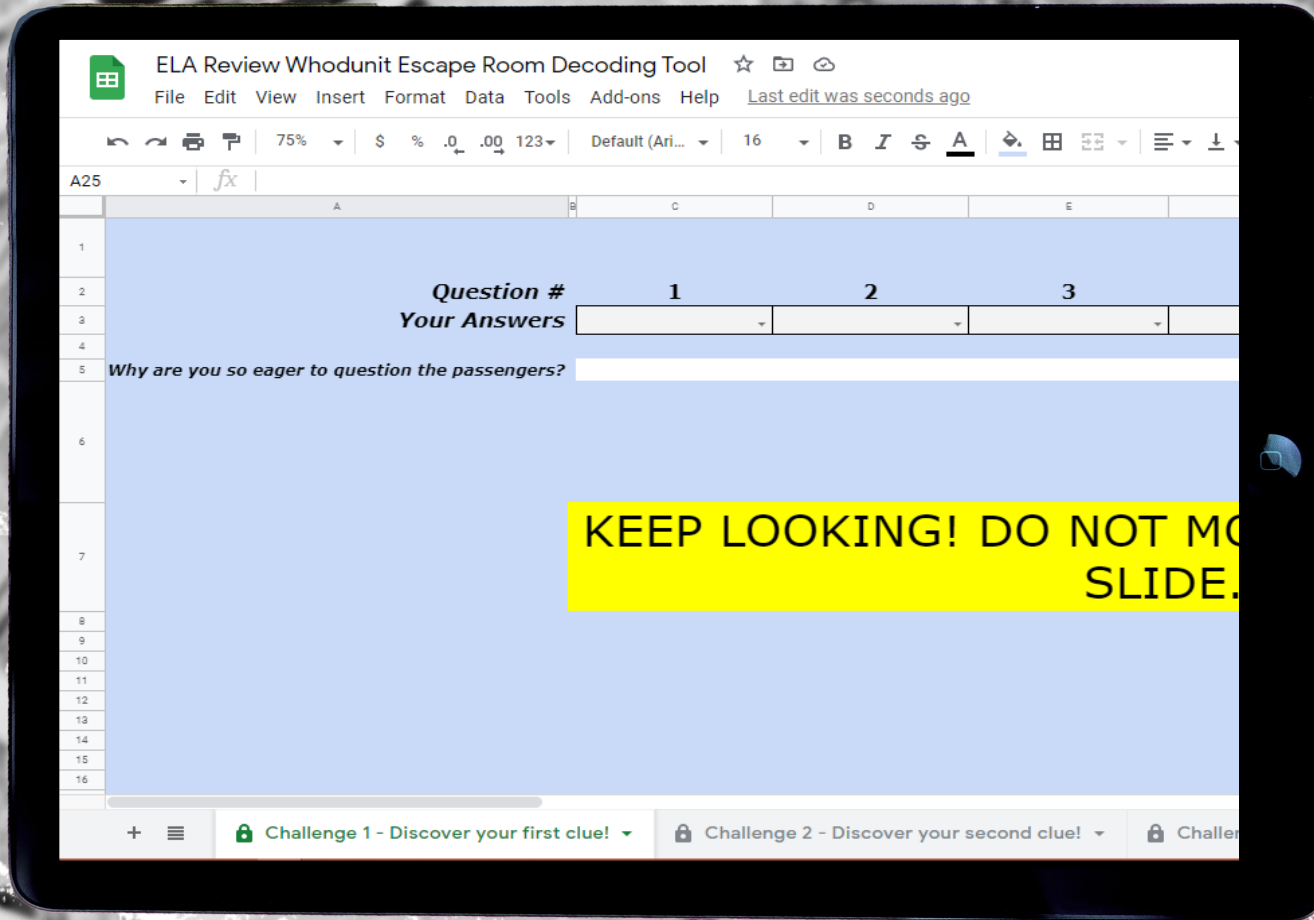 ELA Review Whodunit Escape Room Decoding Tool
File Edit View Insert Format Data Tools Add-ons Help Last edit was seconds ago
75% $ % .0 .00 123 Default (Ari... 16 B I S A
A25 fx
A B C D E
1
2 Question # 1 2 3
3 Your Answers
4
5 Why are you so eager to question the passengers?
6
KEEP LOOKING! DO NOT MO
7
SLIDE.
8
9
10
11
12
13
14
15
16
+ Challenge 1 - Discover your first clue! Challenge 2 - Discover your second clue! Challen